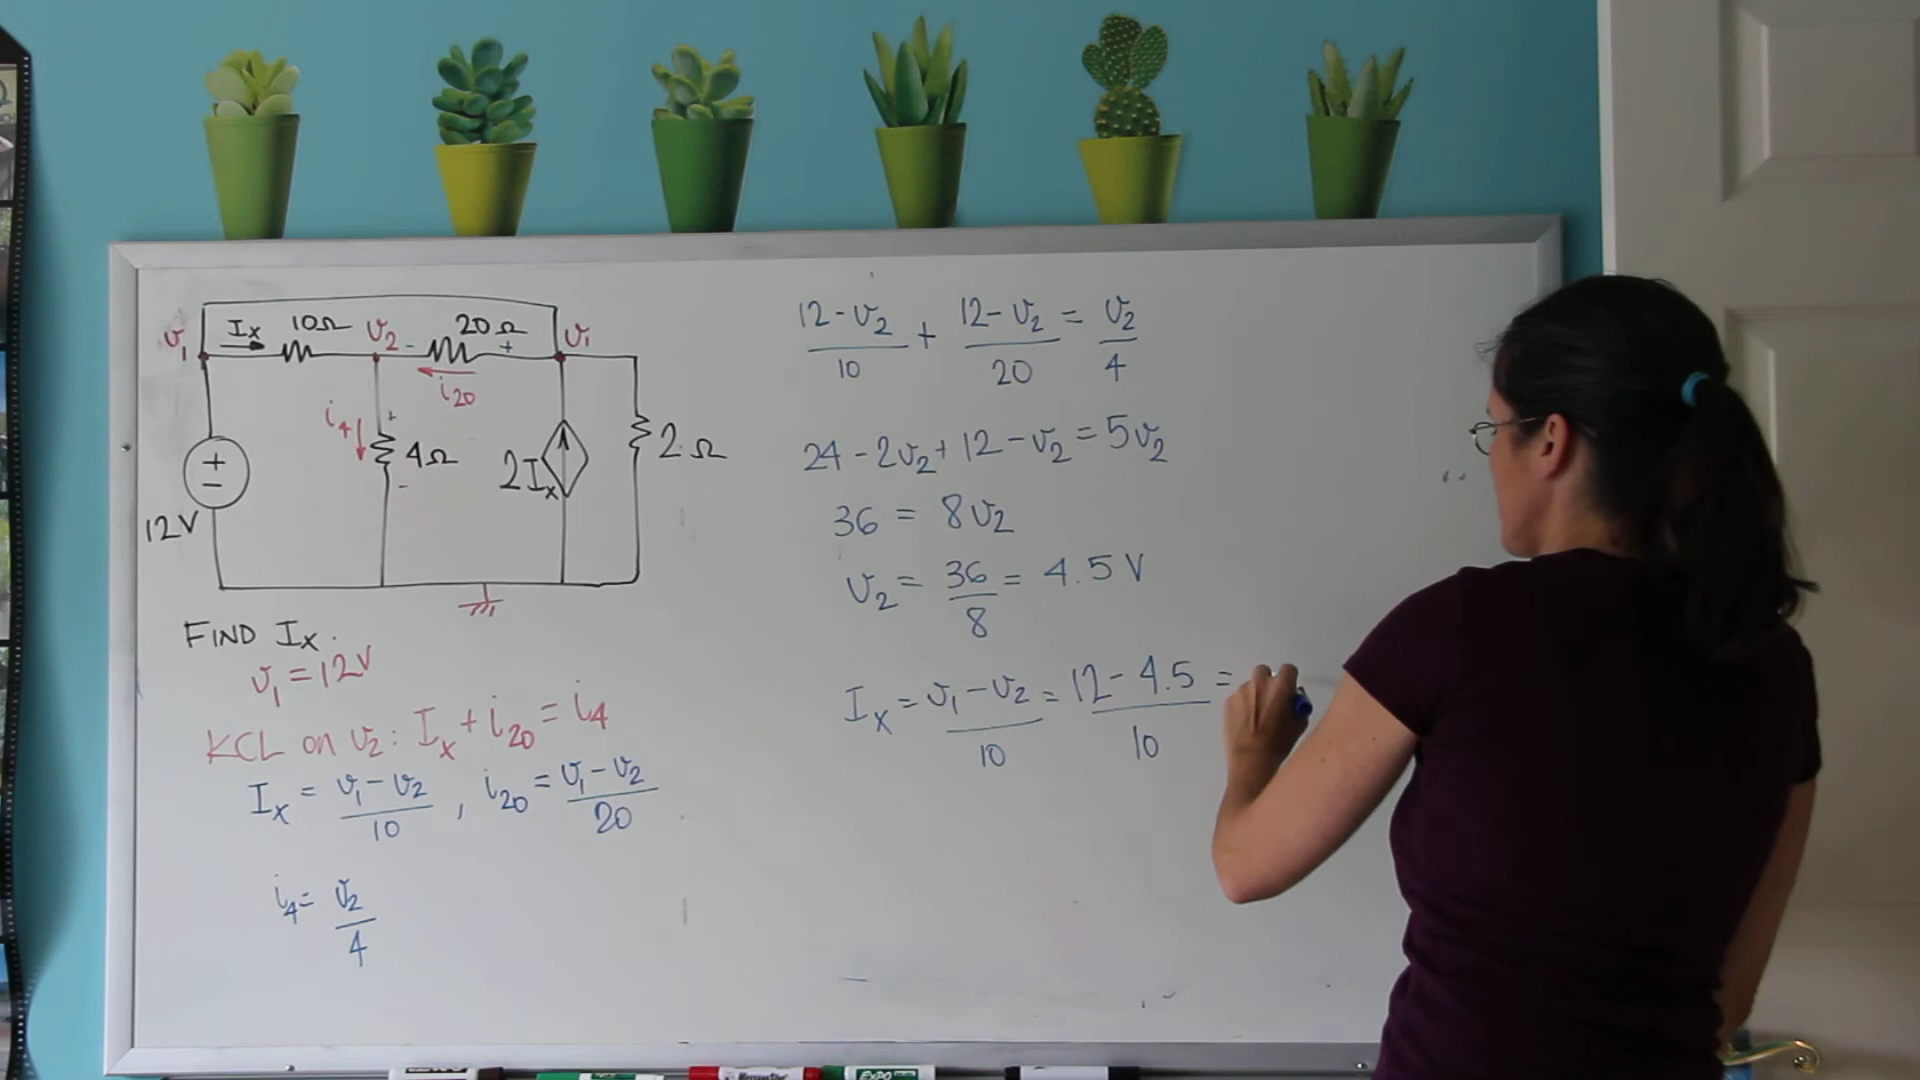 v₁ Iₓ 10Ω v₂ - 20Ω + v₁
i₂₀
i₄ + 4Ω -
2Iₓ
2Ω
+
-
12V
FIND Iₓ.
v₁ = 12V
KCL on v₂: Iₓ + i₂₀ = i₄
Iₓ = (v₁ - v₂)/10 , i₂₀ = (v₁ - v₂)/20
i₄ = v₂/4
(12 - v₂)/10 + (12 - v₂)/20 = v₂/4
24 - 2v₂ + 12 - v₂ = 5v₂
36 = 8v₂
v₂ = 36/8 = 4.5 V
Iₓ = (v₁ - v₂)/10 = (12 - 4.5)/10 =
EXPO